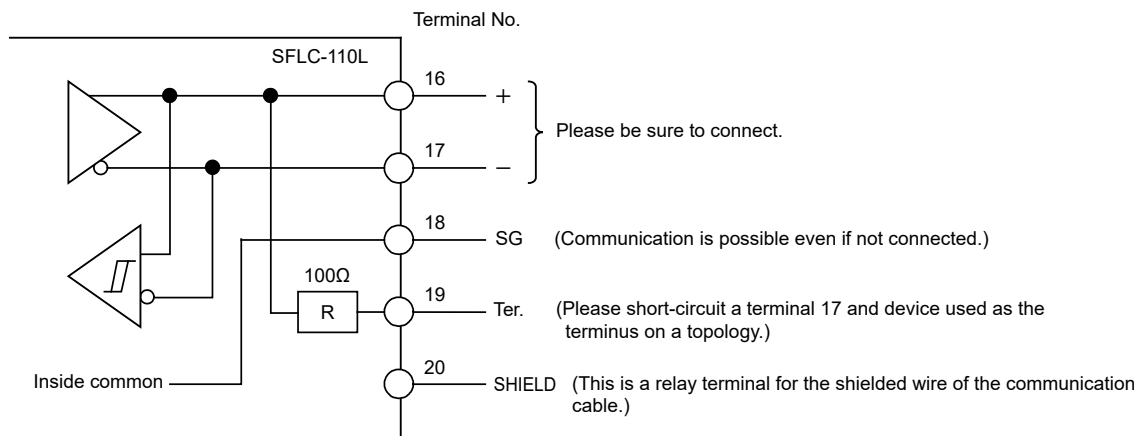 Terminal No.
SFLC-110L
16
+
Please be sure to connect.
17
−
18
SG (Communication is possible even if not connected.)
100Ω
R
19
Ter. (Please short-circuit a terminal 17 and device used as the
terminus on a topology.)
20
Inside common
SHIELD (This is a relay terminal for the shielded wire of the communication
cable.)